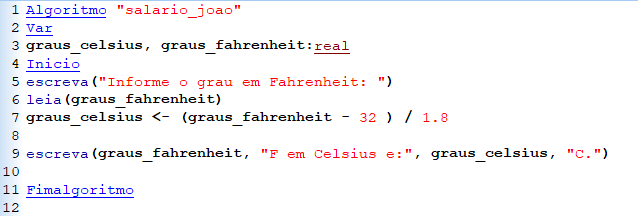 1 Algoritmo "salario_joao"
2 Var
3 graus_celsius, graus_fahrenheit:real
4 Inicio
5 escreva("Informe o grau em Fahrenheit: ")
6 leia(graus_fahrenheit)
7 graus_celsius <- (graus_fahrenheit - 32 ) / 1.8
8
9 escreva(graus_fahrenheit, "F em Celsius e:", graus_celsius, "C.")
10
11 Fimalgoritmo
12